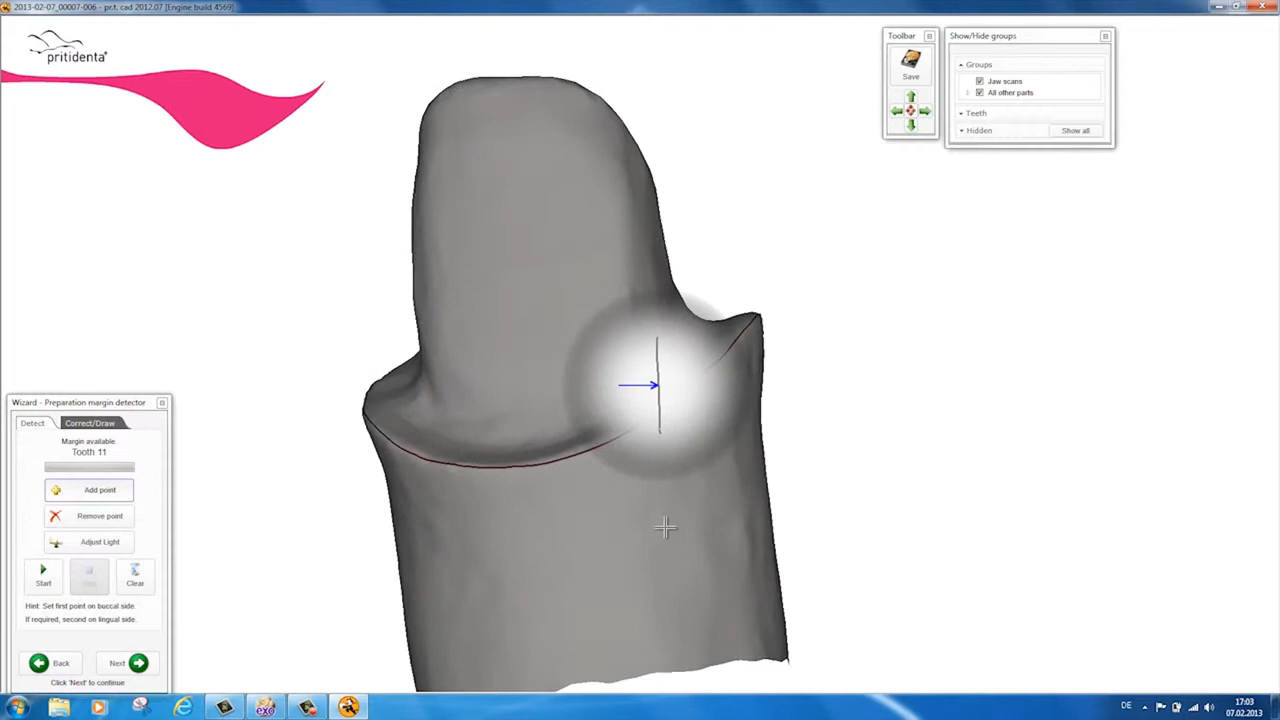 2013-02-07_00007-006 - pr.t. cad 2012.07 [Engine build 4569]
pritidenta®
Toolbar
Save
Show/Hide groups
Groups
Jaw scans
All other parts
Teeth
Hidden
Show all
Wizard - Preparation margin detector
Detect
Correct/Draw
Margin available:
Tooth 11
Add point
Remove point
Adjust Light
Start
Clear
Hint: Set first point on buccal side.
If required, second on lingual side.
Back
Next
Click 'Next' to continue
exo
DE
17:03
07.02.2013